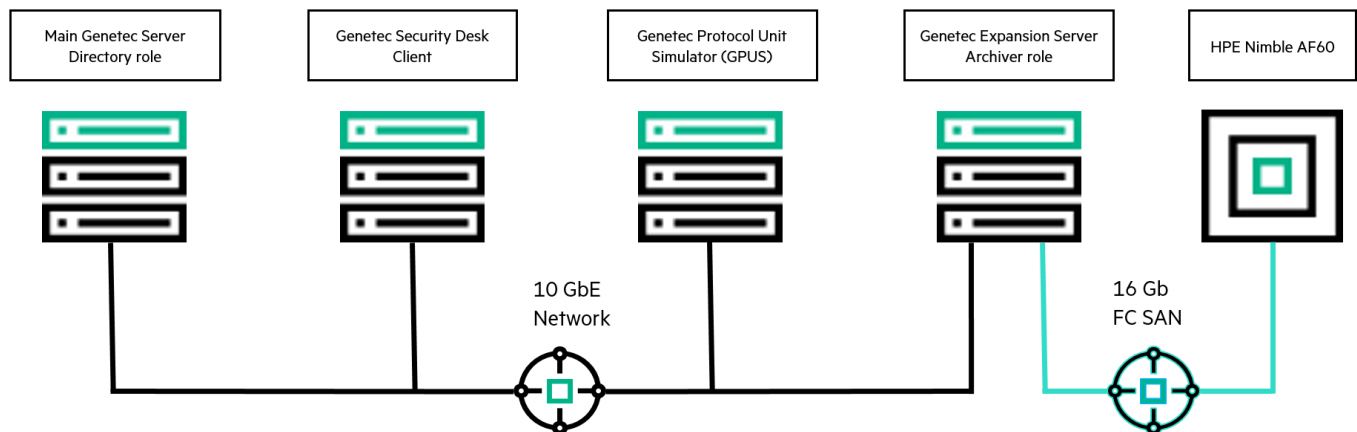 Main Genetec Server
Directory role
Genetec Security Desk
Client
Genetec Protocol Unit
Simulator (GPUS)
Genetec Expansion Server
Archiver role
HPE Nimble AF60
10 GbE
Network
16 Gb
FC SAN